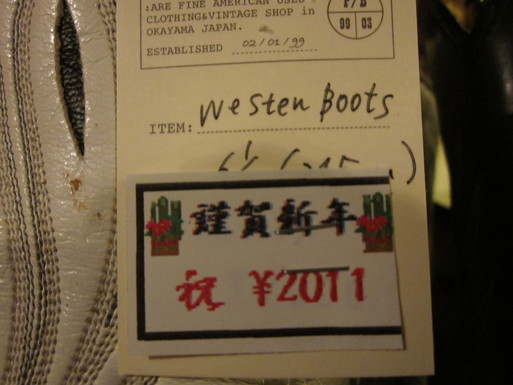 :ARE FINE AMERICAN USED
CLOTHING&VINTAGE SHOP in
OKAYAMA JAPAN.
ESTABLISHED 02/01/99
99 03
ITEM: Westen Boots
謹賀新年
祝 ¥2011